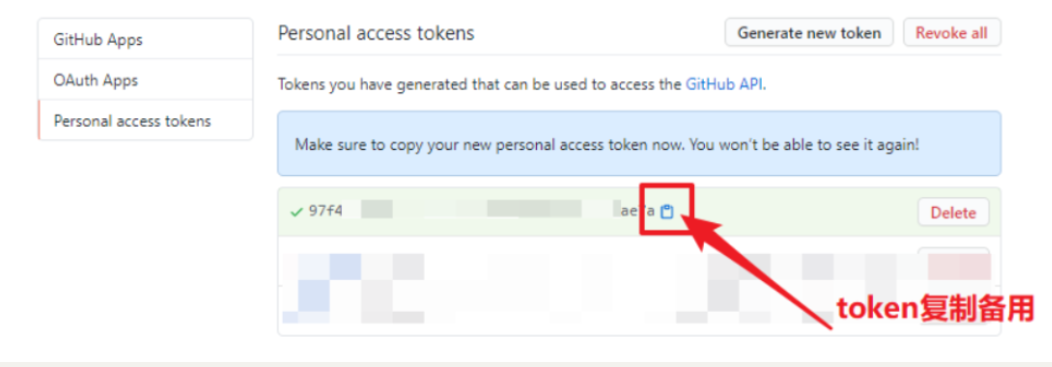 GitHub Apps
OAuth Apps
Personal access tokens
Personal access tokens
Generate new token
Revoke all
Tokens you have generated that can be used to access the GitHub API.
Make sure to copy your new personal access token now. You won't be able to see it again!
✓ 97f4
Delete
token复制备用